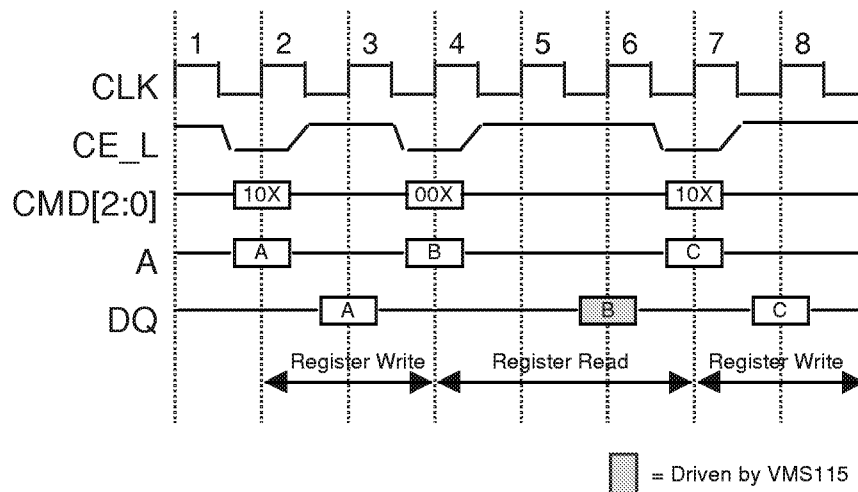 1 2 3 4 5 6 7 8
CLK
CE_L
CMD[2:0] 10X 00X 10X
A A B C
DQ A B C
Register Write Register Read Register Write
= Driven by VMS115